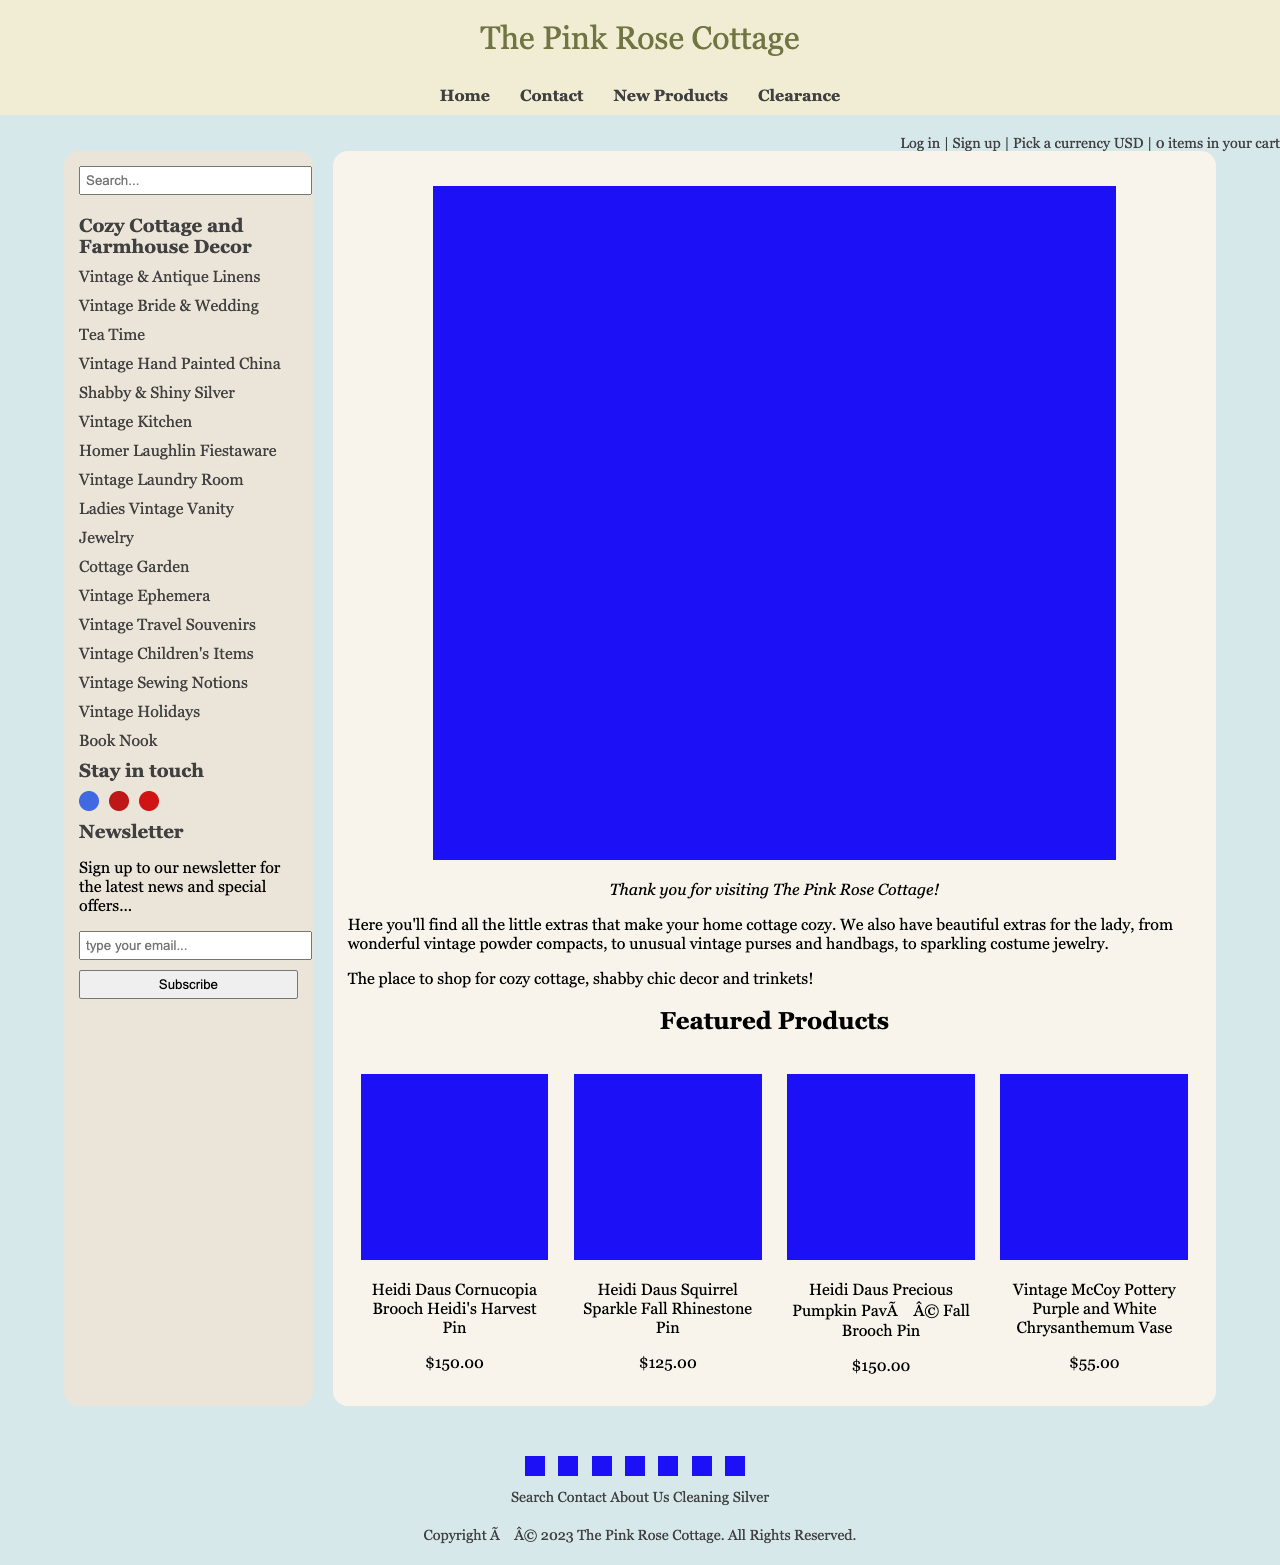 The Pink Rose Cottage
Home Contact New Products Clearance
Log in | Sign up | Pick a currency USD | 0 items in your cart
Search...
Cozy Cottage and
Farmhouse Decor
Vintage & Antique Linens
Vintage Bride & Wedding
Tea Time
Vintage Hand Painted China
Shabby & Shiny Silver
Vintage Kitchen
Homer Laughlin Fiestaware
Vintage Laundry Room
Ladies Vintage Vanity
Jewelry
Cottage Garden
Vintage Ephemera
Vintage Travel Souvenirs
Vintage Children's Items
Vintage Sewing Notions
Vintage Holidays
Book Nook
Stay in touch
Newsletter
Sign up to our newsletter for
the latest news and special
offers...
type your email...
Subscribe
Thank you for visiting The Pink Rose Cottage!
Here you'll find all the little extras that make your home cottage cozy. We also have beautiful extras for the lady, from
wonderful vintage powder compacts, to unusual vintage purses and handbags, to sparkling costume jewelry.
The place to shop for cozy cottage, shabby chic decor and trinkets!
Featured Products
Heidi Daus Cornucopia
Brooch Heidi's Harvest
Pin
$150.00
Heidi Daus Squirrel
Sparkle Fall Rhinestone
Pin
$125.00
Heidi Daus Precious
Pumpkin PavÃ Â© Fall
Brooch Pin
$150.00
Vintage McCoy Pottery
Purple and White
Chrysanthemum Vase
$55.00
Search Contact About Us Cleaning Silver
Copyright Ã Â© 2023 The Pink Rose Cottage. All Rights Reserved.